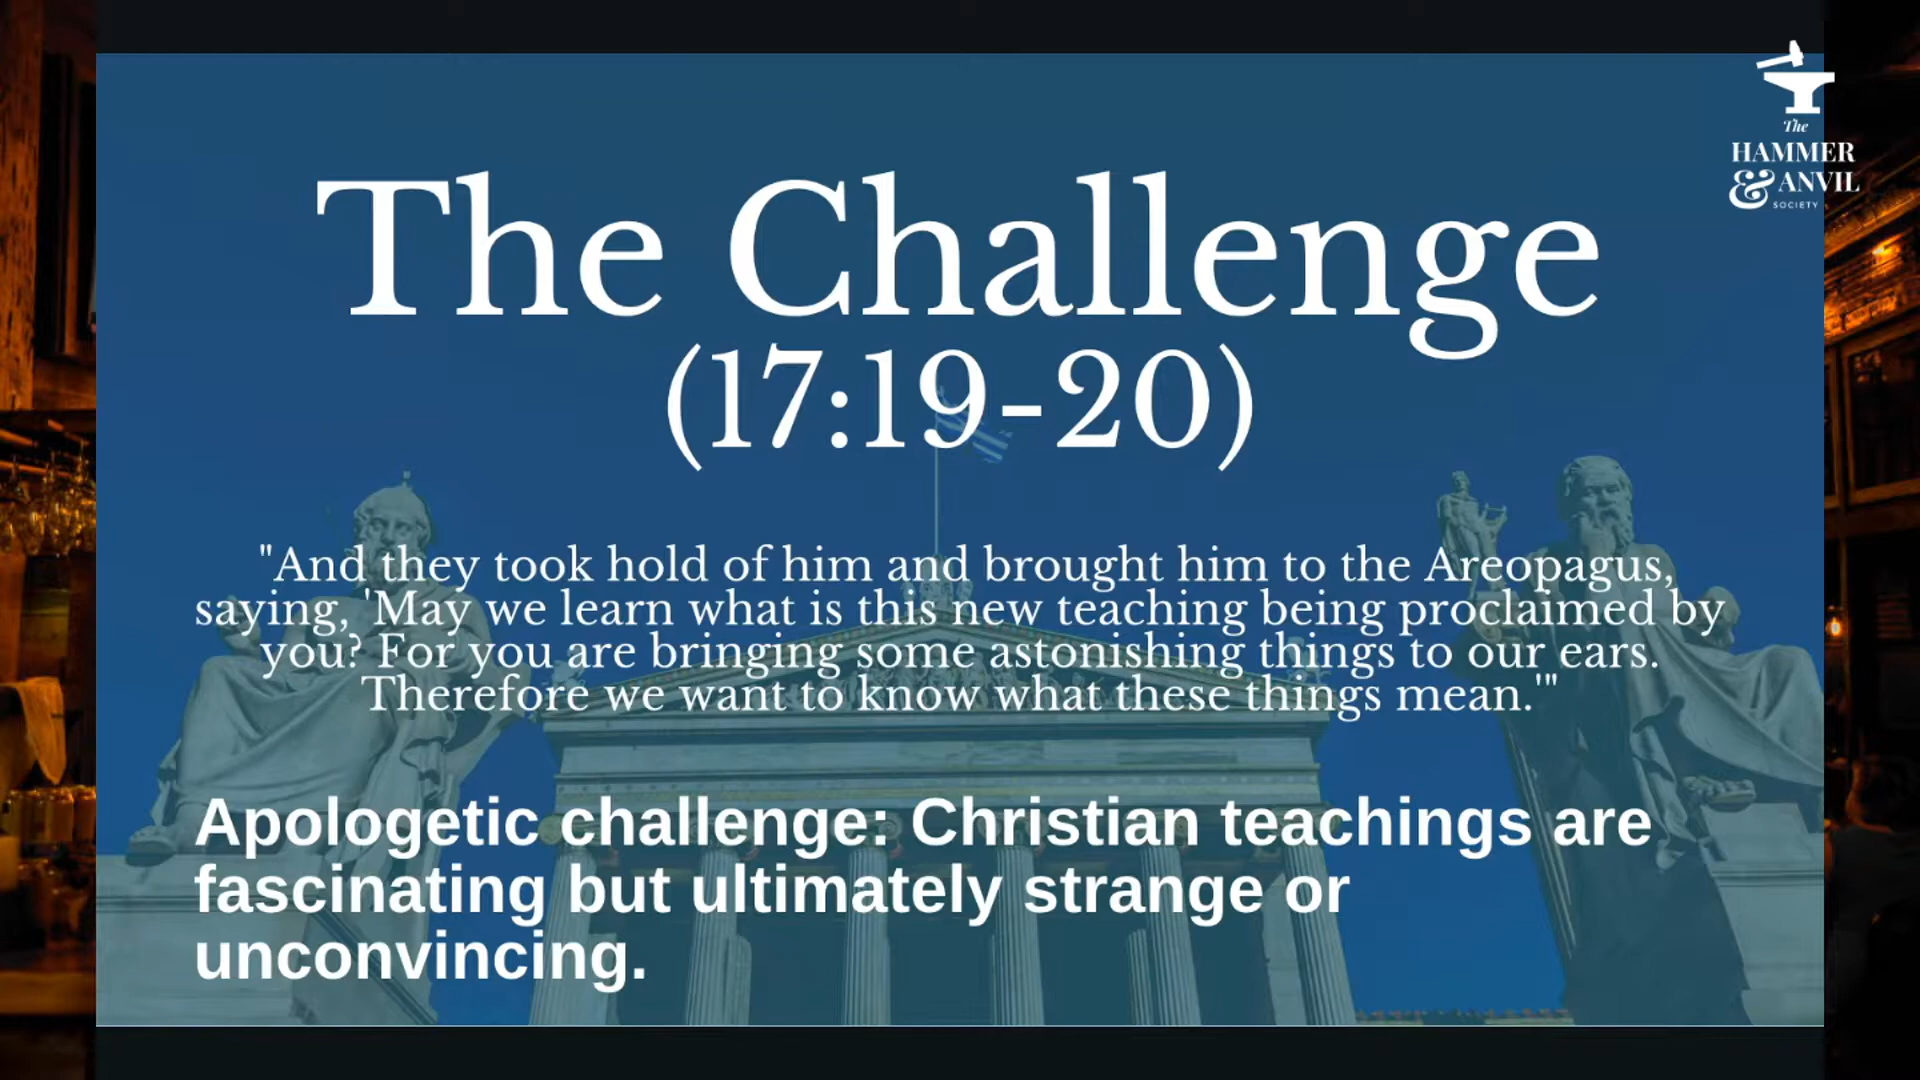 The
HAMMER
& ANVIL
SOCIETY
The Challenge
(17:19-20)
"And they took hold of him and brought him to the Areopagus,
saying, 'May we learn what is this new teaching being proclaimed by
you? For you are bringing some astonishing things to our ears.
Therefore we want to know what these things mean.'"
Apologetic challenge: Christian teachings are
fascinating but ultimately strange or
unconvincing.